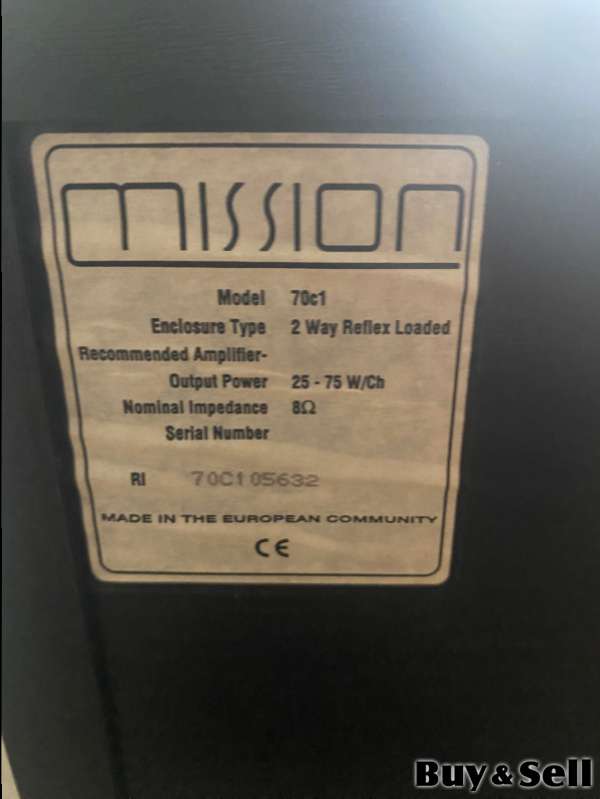 mission
Model 70c1
Enclosure Type 2 Way Reflex Loaded
Recommended Amplifier-
Output Power 25 - 75 W/Ch
Nominal Impedance 8Ω
Serial Number
RI 70C105632
MADE IN THE EUROPEAN COMMUNITY
CE
Buy & Sell